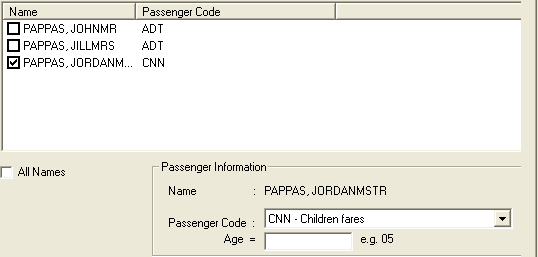 Name Passenger Code
PAPPAS, JOHNMR ADT
PAPPAS, JILLMRS ADT
PAPPAS, JORDANM... CNN
All Names
Passenger Information
Name : PAPPAS, JORDANMSTR
Passenger Code : CNN - Children fares
Age = e.g. 05